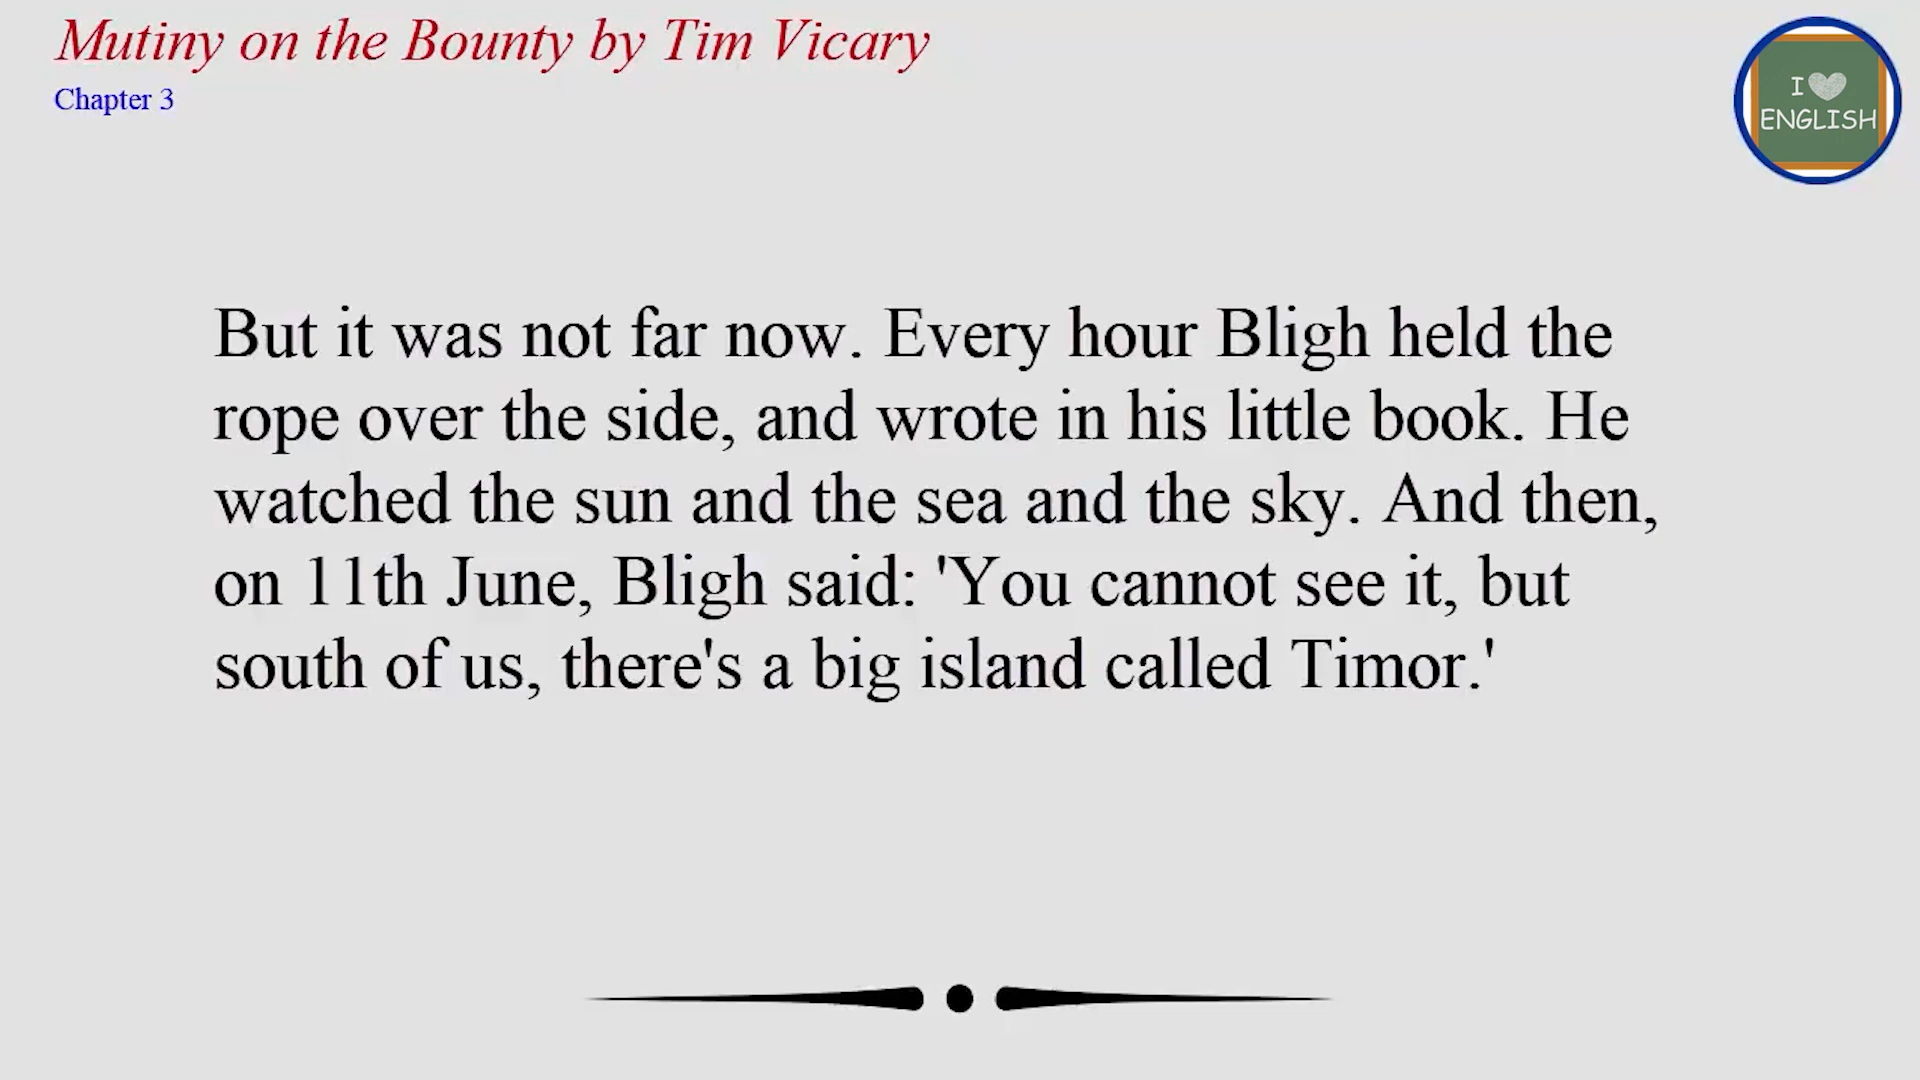 Mutiny on the Bounty by Tim Vicary
Chapter 3
I
ENGLISH
But it was not far now. Every hour Bligh held the
rope over the side, and wrote in his little book. He
watched the sun and the sea and the sky. And then,
on 11th June, Bligh said: 'You cannot see it, but
south of us, there's a big island called Timor.'